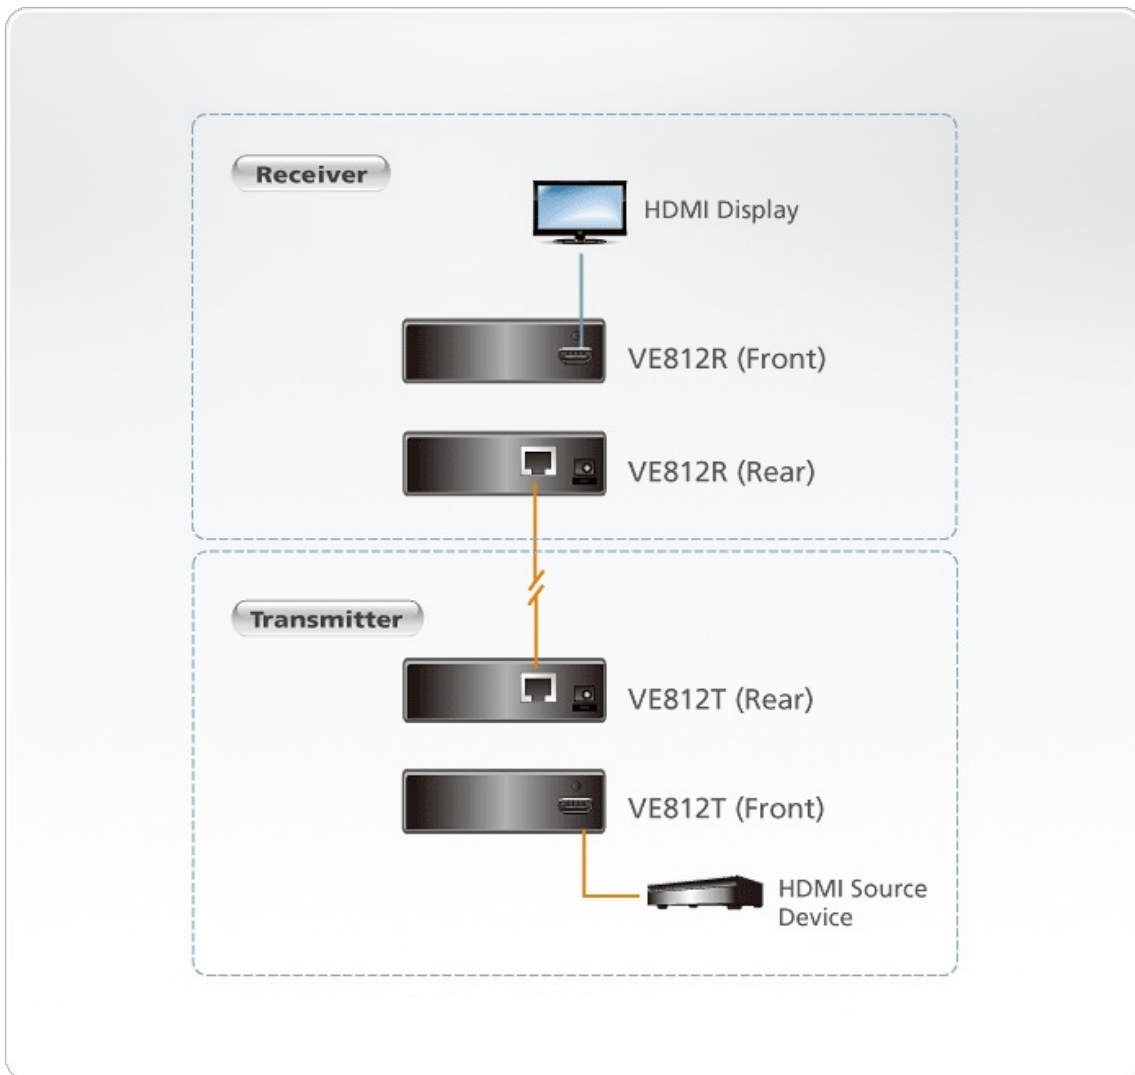 Receiver
HDMI Display
VE812R (Front)
VE812R (Rear)
Transmitter
VE812T (Rear)
VE812T (Front)
HDMI Source
Device